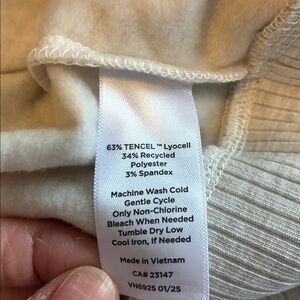 63% TENCEL™ Lyocell
34% Recycled
Polyester
3% Spandex
Machine Wash Cold
Gentle Cycle
Only Non-Chlorine
Bleach When Needed
Tumble Dry Low
Cool Iron, If Needed
Made in Vietnam
CA# 23147
VN6925 01/25